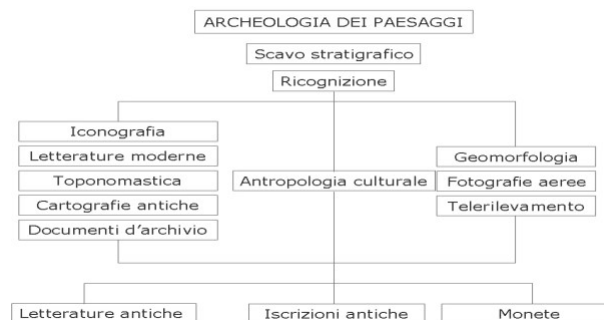 ARCHEOLOGIA DEI PAESAGGI
Scavo stratigrafico
Ricognizione
Iconografia
Letterature moderne
Toponomastica
Cartografie antiche
Documenti d'archivio
Antropologia culturale
Geomorfologia
Fotografie aeree
Telerilevamento
Letterature antiche
Iscrizioni antiche
Monete